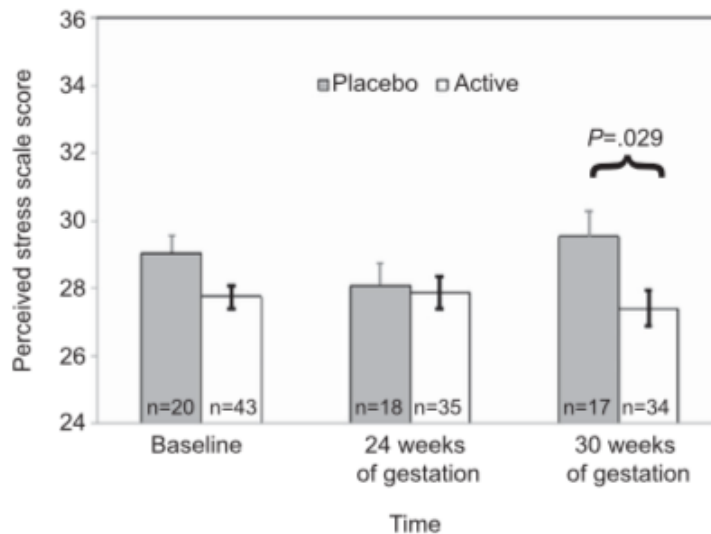 36
34
32
30
28
26
24
Perceived stress scale score
Placebo Active
P=.029
n=20 n=43 n=18 n=35 n=17 n=34
Baseline 24 weeks 30 weeks
of gestation of gestation
Time